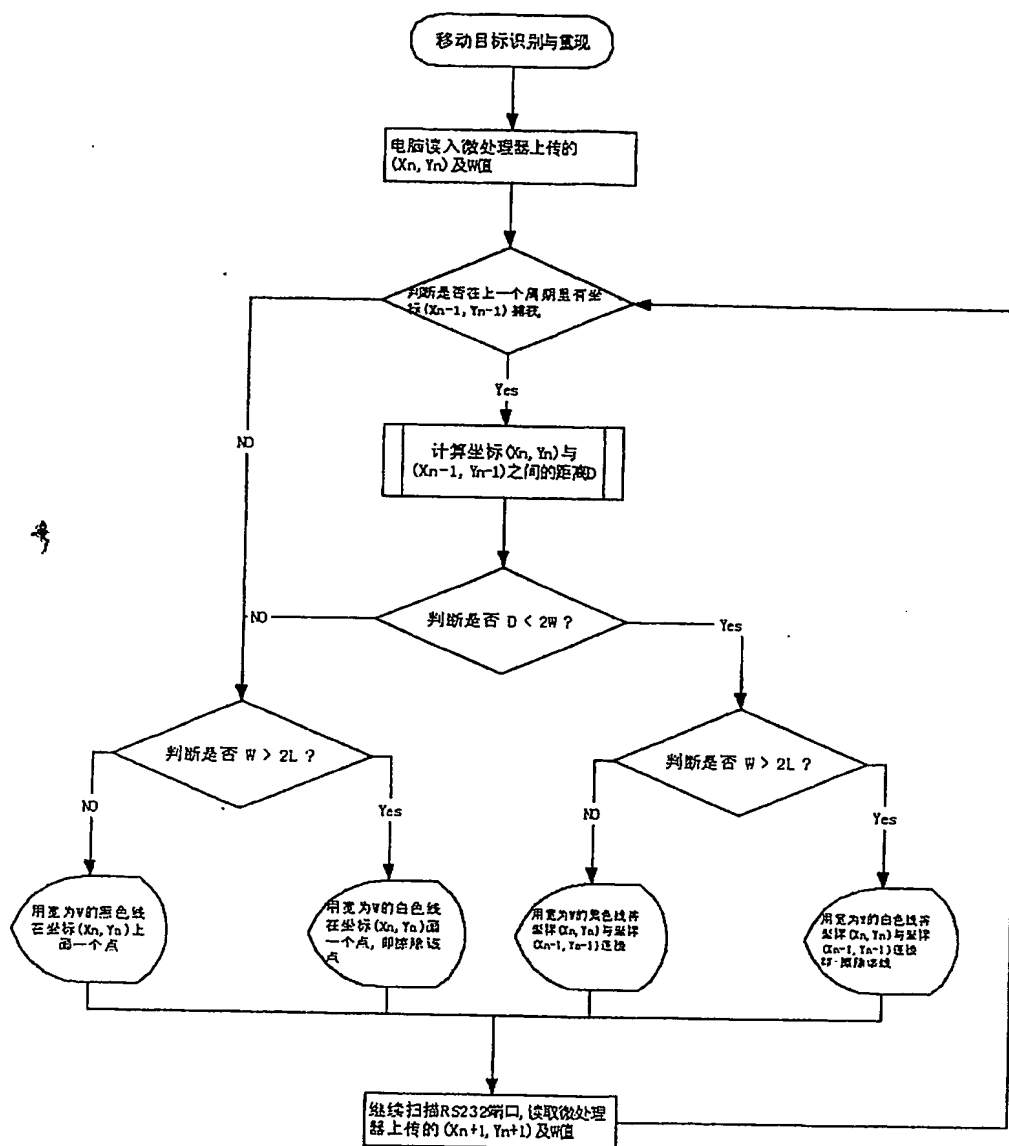 移动目标识别与重现
电脑读入微处理器上传的
(Xn, Yn) 及W值
判断是否在上一个周期里有坐
标(Xn-1, Yn-1) 捕获
Yes
NO
计算坐标(Xn, Yn)与
(Xn-1, Yn-1)之间的距离D
NO
判断是否 D < 2W ?
Yes
判断是否 W > 2L ?
判断是否 W > 2L ?
NO
Yes
NO
Yes
用宽为W的黑色线
在坐标(Xn, Yn)上
画一个点
用宽为W的白色线
在坐标(Xn, Yn)画
一个点, 即擦除该
点
用宽为W的黑色线将
坐标(Xn, Yn)与坐标
(Xn-1, Yn-1)连接
用宽为W的白色线将
坐标(Xn, Yn)与坐标
(Xn-1, Yn-1)连接
擦除该线
继续扫描RS232端口, 读取微处理
器上传的 (Xn+1, Yn+1) 及W值